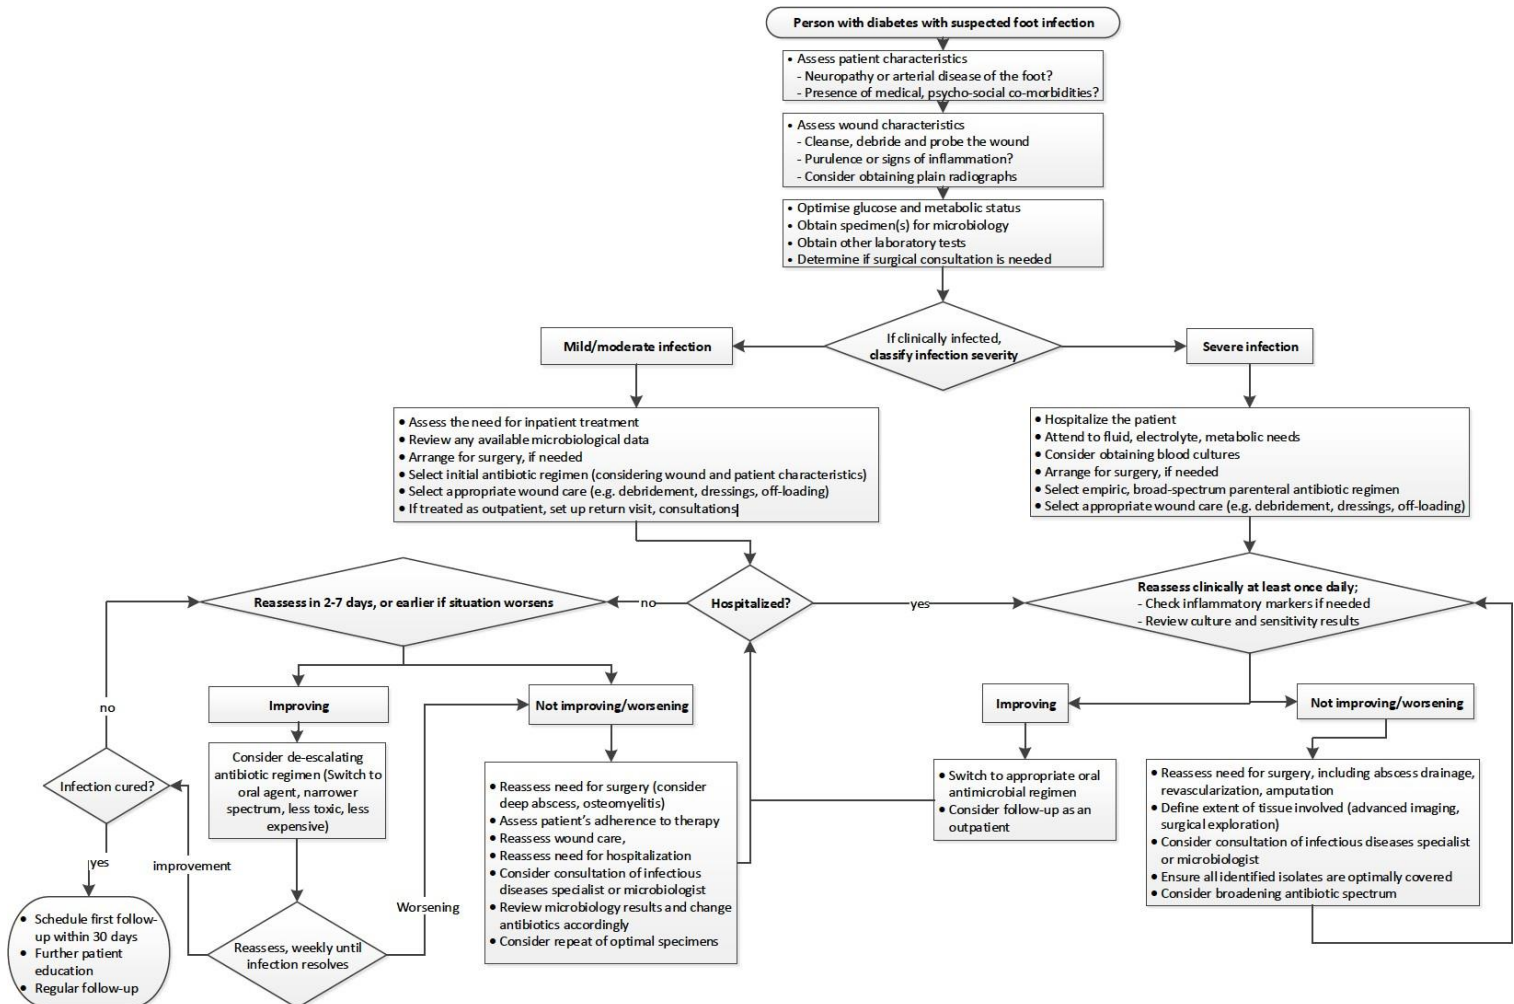 Person with diabetes with suspected foot infection
• Assess patient characteristics
- Neuropathy or arterial disease of the foot?
- Presence of medical, psycho-social co-morbidities?
• Assess wound characteristics
- Cleanse, debride and probe the wound
- Purulence or signs of inflammation?
- Consider obtaining plain radiographs
• Optimise glucose and metabolic status
• Obtain specimen(s) for microbiology
• Obtain other laboratory tests
• Determine if surgical consultation is needed
If clinically infected,
classify infection severity
Mild/moderate infection
Severe infection
• Assess the need for inpatient treatment
• Review any available microbiological data
• Arrange for surgery, if needed
• Select initial antibiotic regimen (considering wound and patient characteristics)
• Select appropriate wound care (e.g. debridement, dressings, off-loading)
• If treated as outpatient, set up return visit, consultations|
• Hospitalize the patient
• Attend to fluid, electrolyte, metabolic needs
• Consider obtaining blood cultures
• Arrange for surgery, if needed
• Select empiric, broad-spectrum parenteral antibiotic regimen
• Select appropriate wound care (e.g. debridement, dressings, off-loading)
Reassess in 2-7 days, or earlier if situation worsens
no
Hospitalized?
yes
Reassess clinically at least once daily;
- Check inflammatory markers if needed
- Review culture and sensitivity results
Improving
Not improving/worsening
Improving
Not improving/worsening
no
Infection cured?
Consider de-escalating
antibiotic regimen (Switch to
oral agent, narrower
spectrum, less toxic, less
expensive)
• Reassess need for surgery (consider
deep abscess, osteomyelitis)
• Assess patient's adherence to therapy
• Reassess wound care,
• Reassess need for hospitalization
• Consider consultation of infectious
diseases specialist or microbiologist
• Review microbiology results and change
antibiotics accordingly
• Consider repeat of optimal specimens
• Switch to appropriate oral
antimicrobial regimen
• Consider follow-up as an
outpatient
• Reassess need for surgery, including abscess drainage,
revascularization, amputation
• Define extent of tissue involved (advanced imaging,
surgical exploration)
• Consider consultation of infectious diseases specialist
or microbiologist
• Ensure all identified isolates are optimally covered
• Consider broadening antibiotic spectrum
yes
improvement
Worsening
• Schedule first follow-
up within 30 days
• Further patient
education
• Regular follow-up
Reassess, weekly until
infection resolves